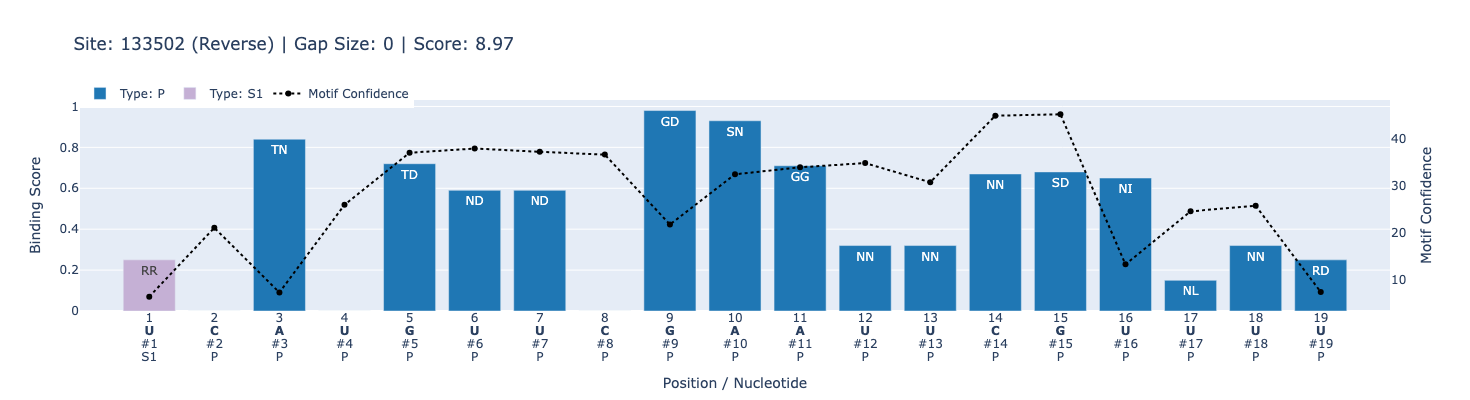 Site: 133502 (Reverse) | Gap Size: 0 | Score: 8.97
Type: P Type: S1 Motif Confidence
1
0.8
0.6
0.4
0.2
0
Binding Score
RR TN TD ND ND GD SN GG NN NN NN SD NI NL NN RD
40
30
20
10
Motif Confidence
1 2 3 4 5 6 7 8 9 10 11 12 13 14 15 16 17 18 19
U C A U G U U C G A A U U C G U U U U
#1 #2 #3 #4 #5 #6 #7 #8 #9 #10 #11 #12 #13 #14 #15 #16 #17 #18 #19
S1 P P P P P P P P P P P P P P P P P P
Position / Nucleotide